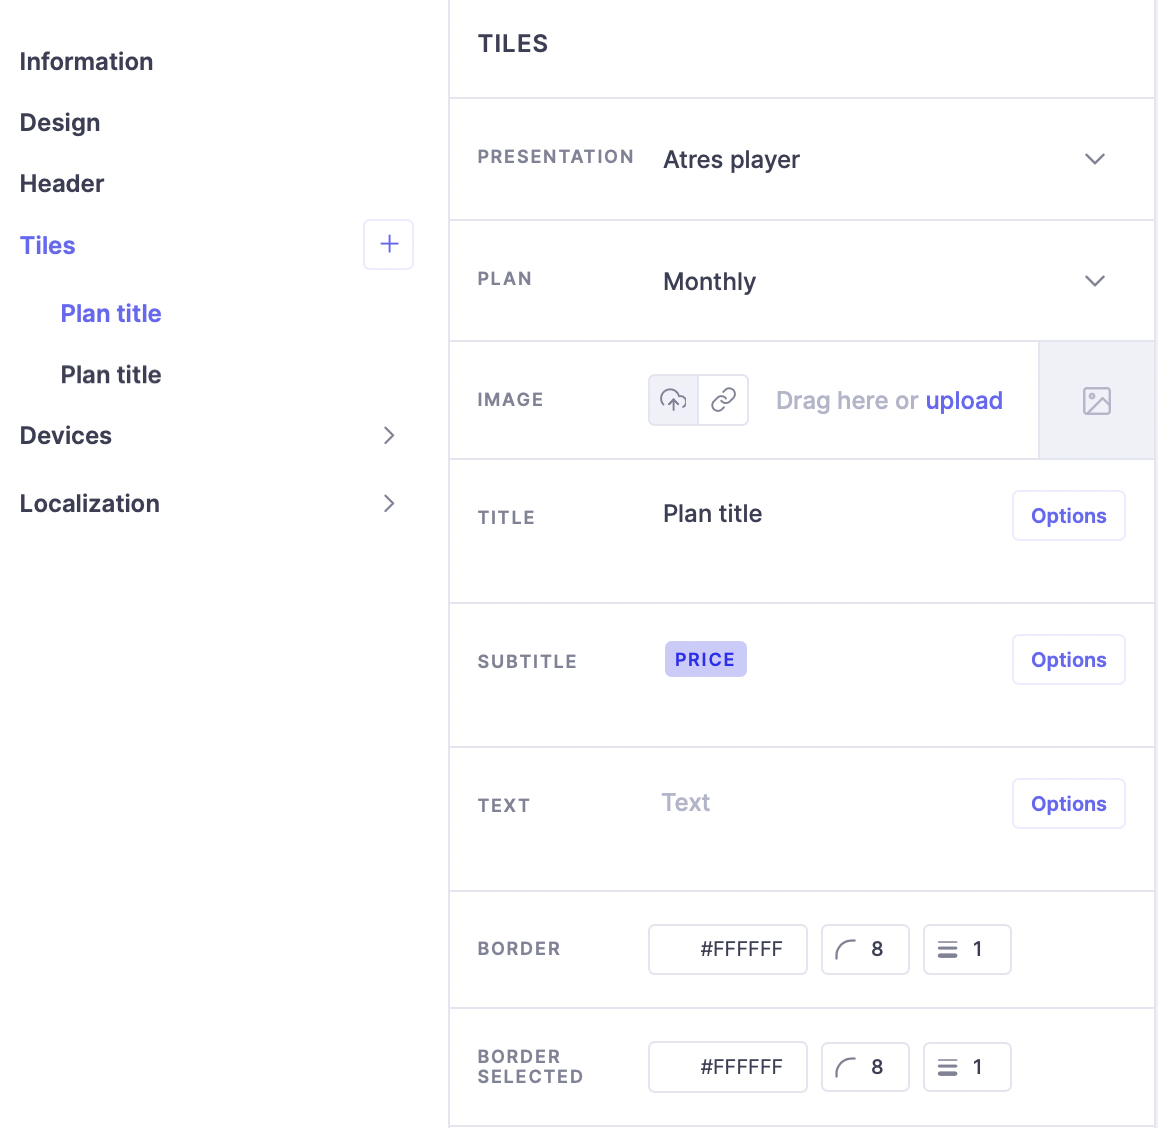 Information
Design
Header
Tiles
Plan title
Plan title
Devices
Localization
TILES
PRESENTATION Atres player
PLAN Monthly
IMAGE Drag here or upload
TITLE Plan title Options
SUBTITLE PRICE Options
TEXT Text Options
BORDER #FFFFFF 8 1
BORDER
SELECTED #FFFFFF 8 1